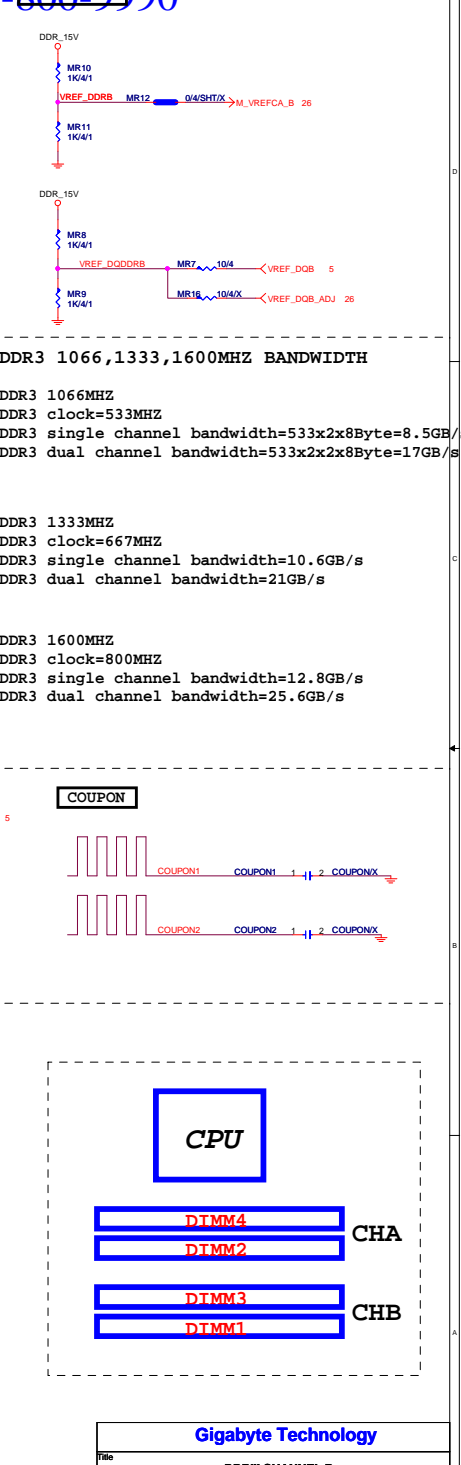 DDR_15V
MR10
1K/4/1
VREF_DDRB MR12 0/4/SHT/X M_VREFCA_B 26
MR11
1K/4/1
DDR_15V
MR8
1K/4/1
VREF_DQDDRB MR7 10/4 VREF_DQB 5
MR9
1K/4/1
MR16 10/4/X VREF_DQB_ADJ 26
D
DDR3 1066,1333,1600MHZ BANDWIDTH
DDR3 1066MHZ
DDR3 clock=533MHZ
DDR3 single channel bandwidth=533x2x8Byte=8.5GB/
DDR3 dual channel bandwidth=533x2x2x8Byte=17GB/s
DDR3 1333MHZ
DDR3 clock=667MHZ
DDR3 single channel bandwidth=10.6GB/s
DDR3 dual channel bandwidth=21GB/s
C
DDR3 1600MHZ
DDR3 clock=800MHZ
DDR3 single channel bandwidth=12.8GB/s
DDR3 dual channel bandwidth=25.6GB/s
COUPON
5
COUPON1 COUPON1 1 2 COUPON/X
COUPON2 COUPON2 1 2 COUPON/X
B
CPU
DIMM4
DIMM2
CHA
DIMM3
DIMM1
CHB
A
Gigabyte Technology
Title